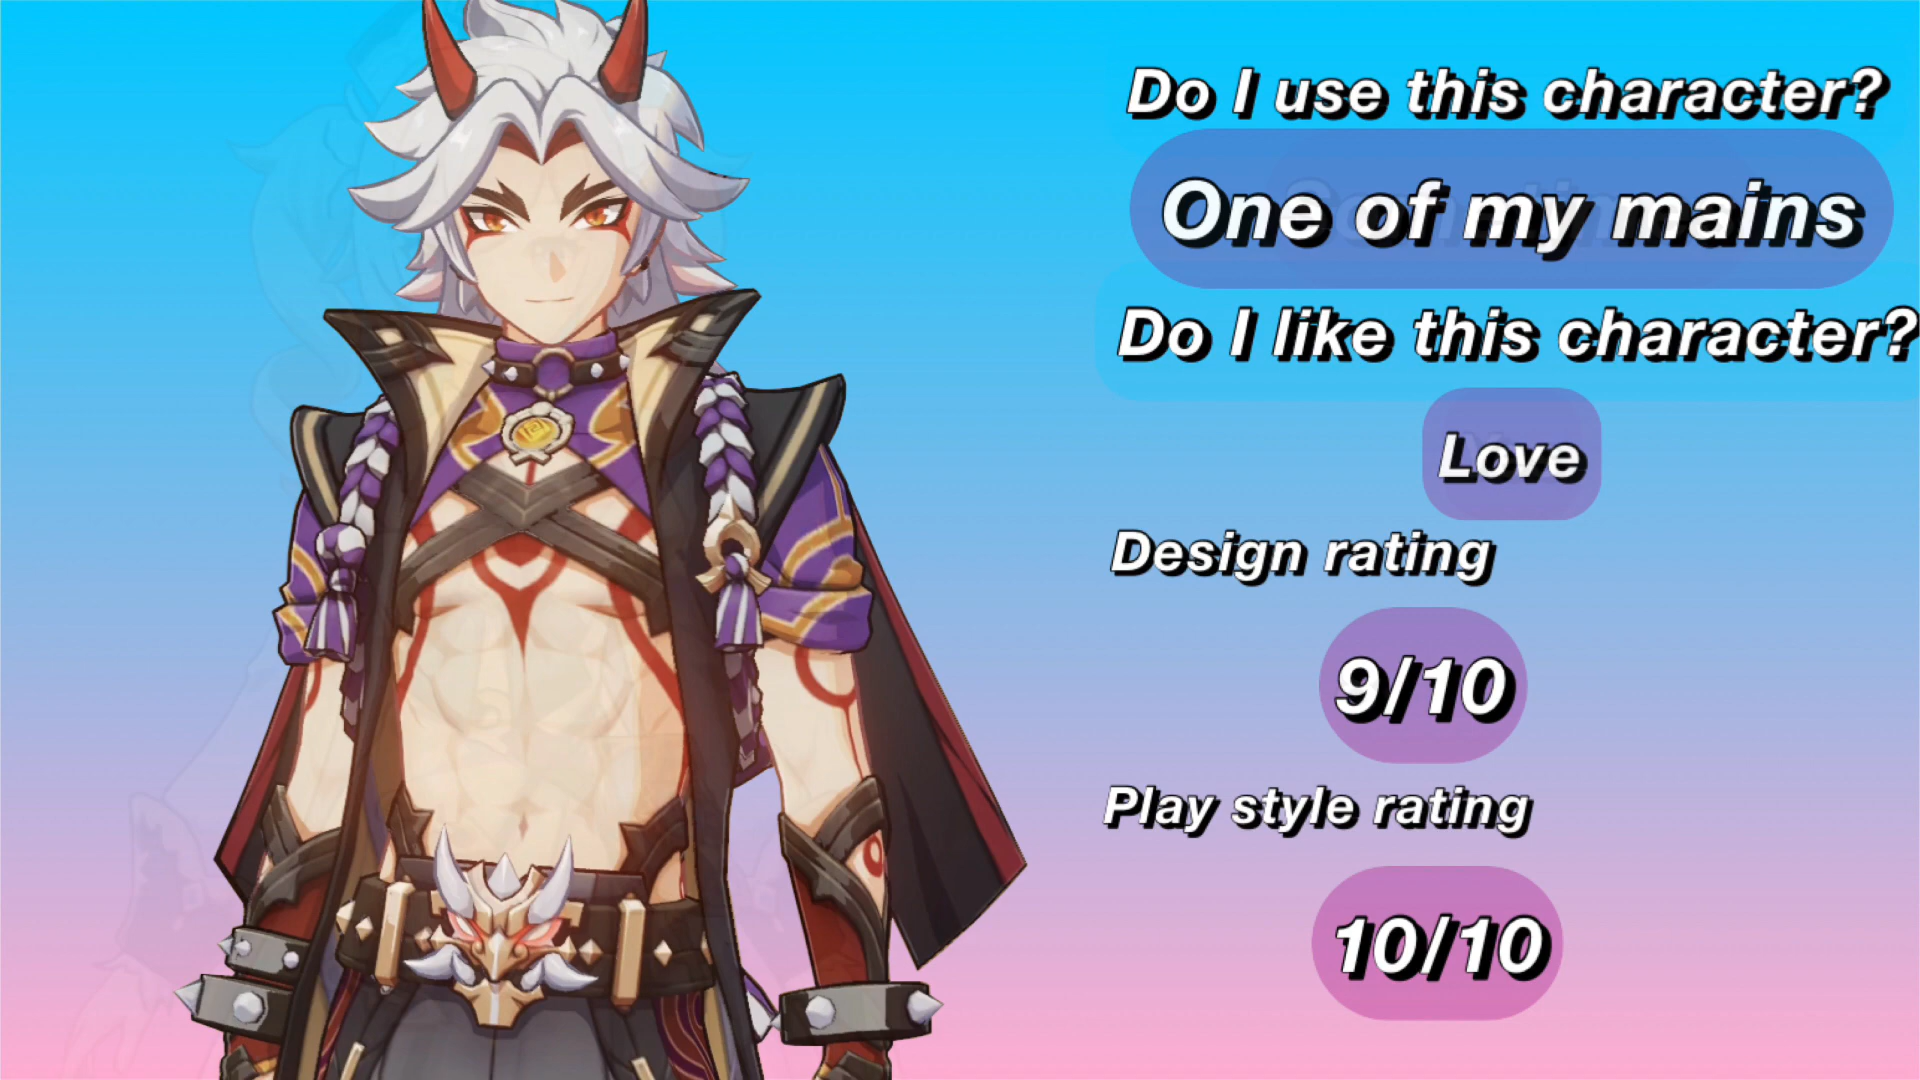 Do I use this character?
One of my mains
Do I like this character?
Love
Design rating
9/10
Play style rating
10/10